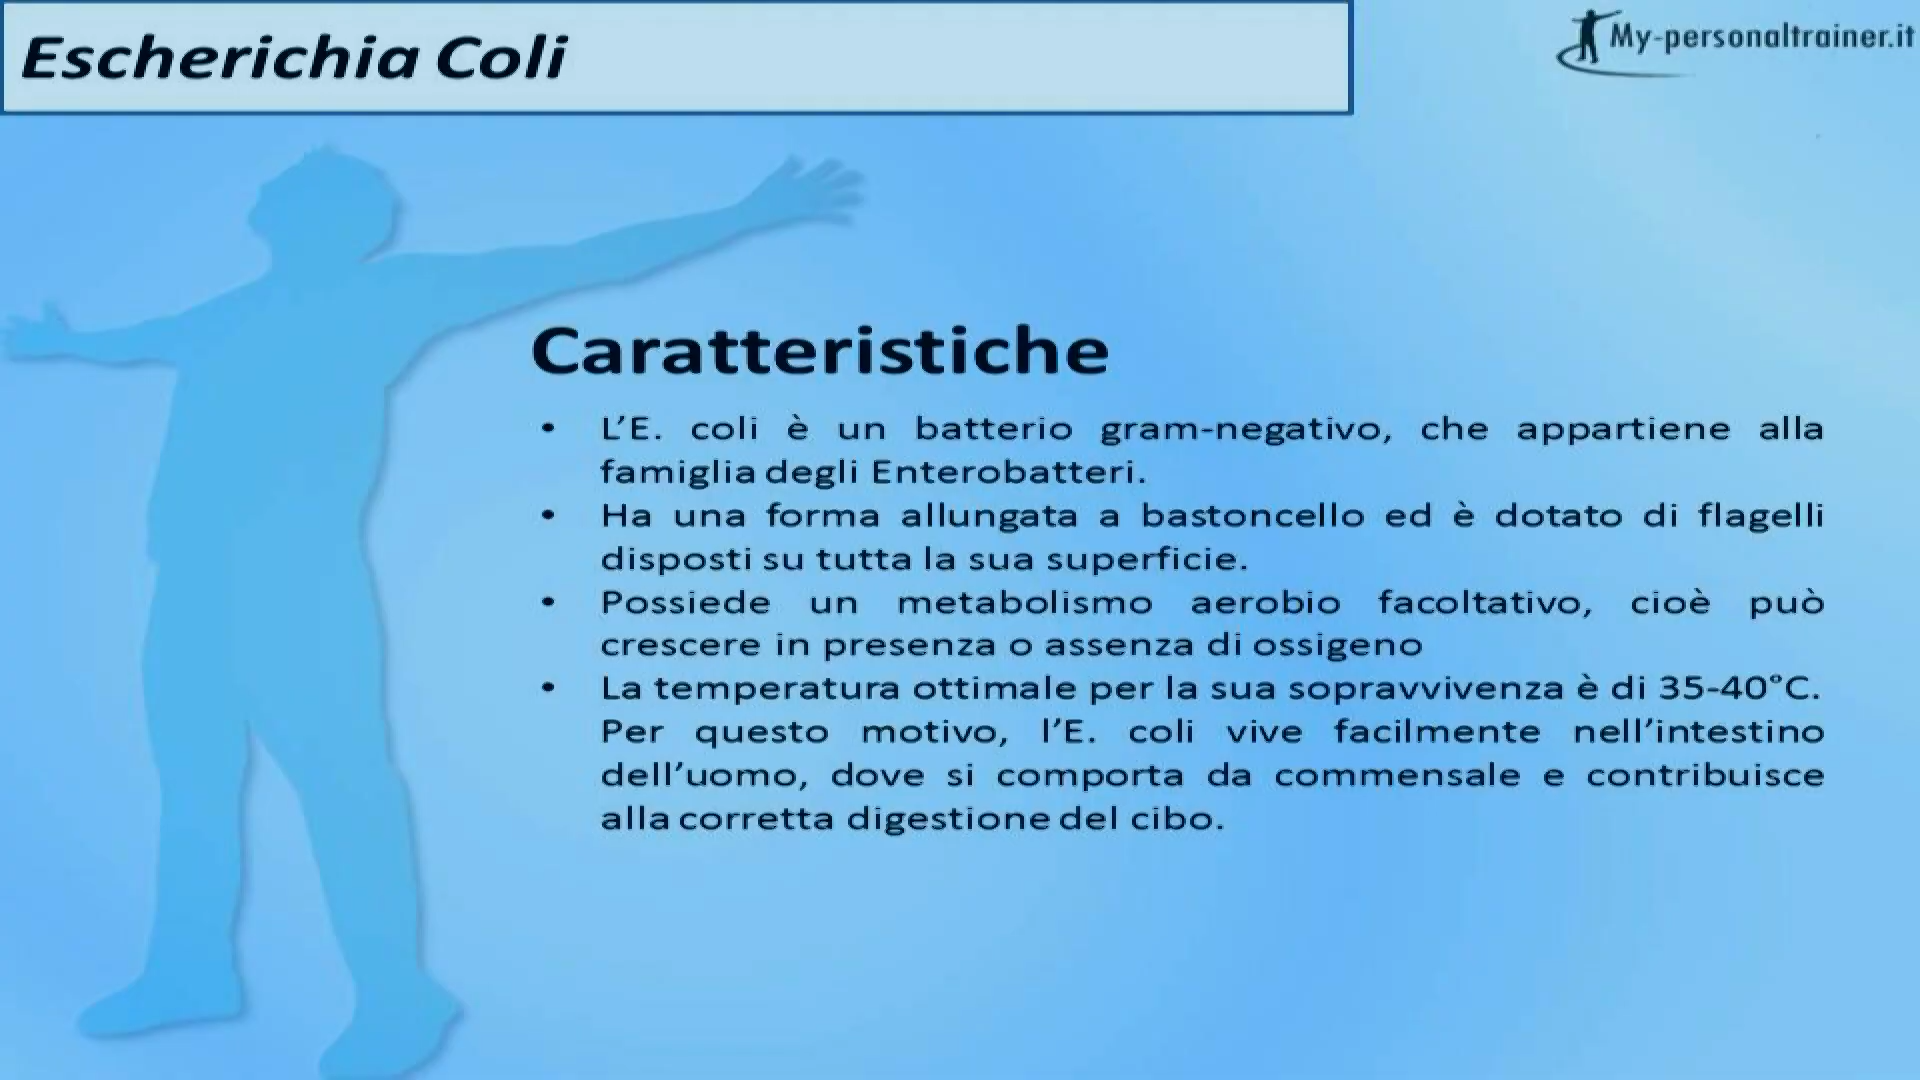 Escherichia Coli
My-personaltrainer.it
Caratteristiche
• L’E. coli è un batterio gram-negativo, che appartiene alla
famiglia degli Enterobatteri.
• Ha una forma allungata a bastoncello ed è dotato di flagelli
disposti su tutta la sua superficie.
• Possiede un metabolismo aerobio facoltativo, cioè può
crescere in presenza o assenza di ossigeno
• La temperatura ottimale per la sua sopravvivenza è di 35-40°C.
Per questo motivo, l’E. coli vive facilmente nell’intestino
dell’uomo, dove si comporta da commensale e contribuisce
alla corretta digestione del cibo.